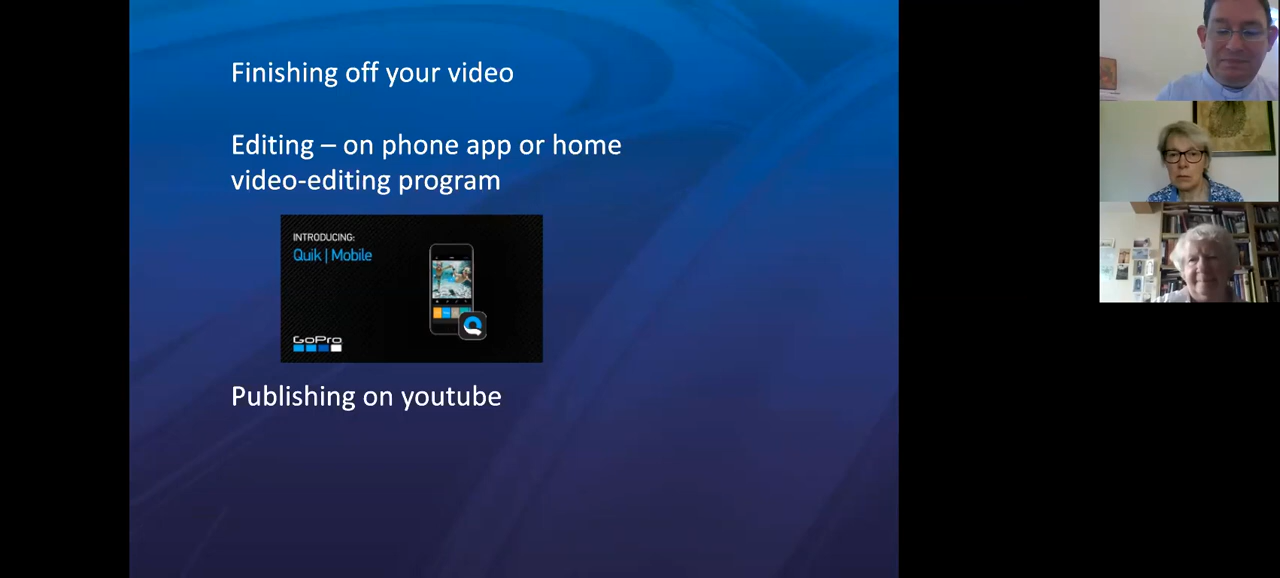 Finishing off your video
Editing – on phone app or home
video-editing program
INTRODUCING:
Quik | Mobile
GoPro
Publishing on youtube